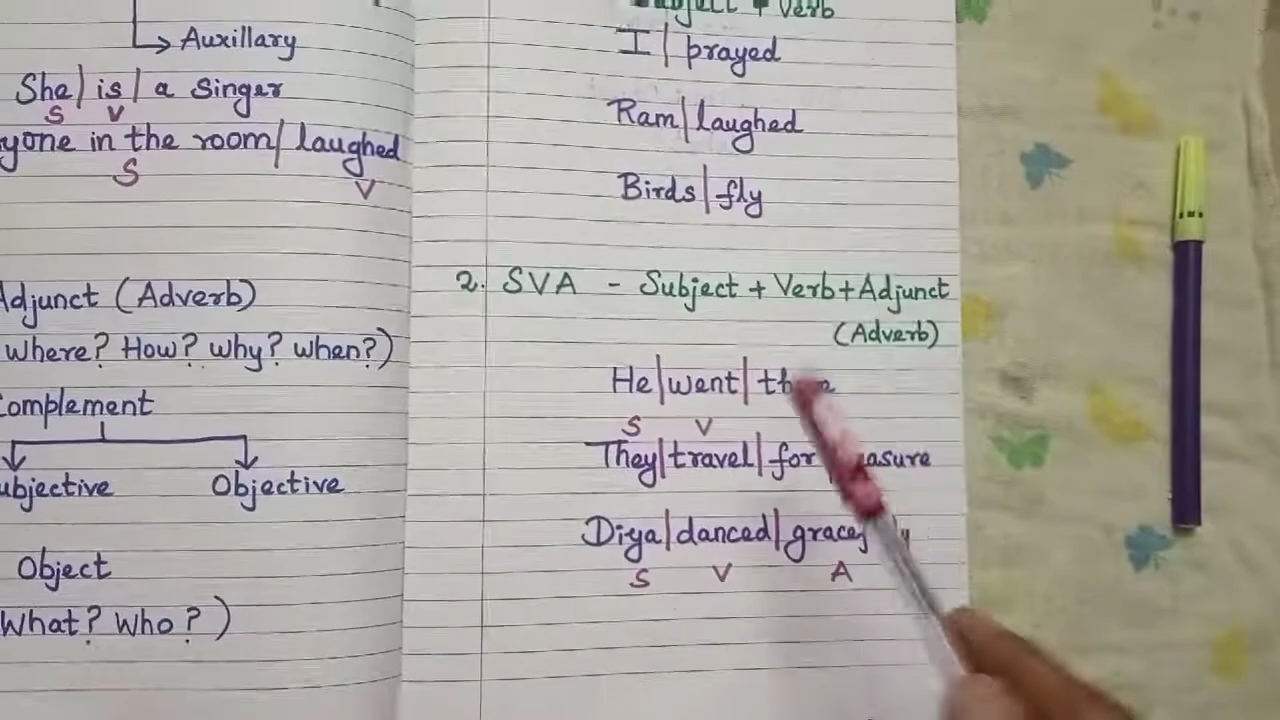 Auxillary
She | is | a Singer
S V
yone in the room | laughed
S V
Adjunct (Adverb)
Where? How? why? when?)
Complement
ubjective Objective
Object
What? Who? )
+ Verb
I | prayed
Ram | laughed
Birds | fly
2. SVA - Subject + Verb + Adjunct
(Adverb)
He | went |
S V
They | travel | for
Diya | danced |
S V A